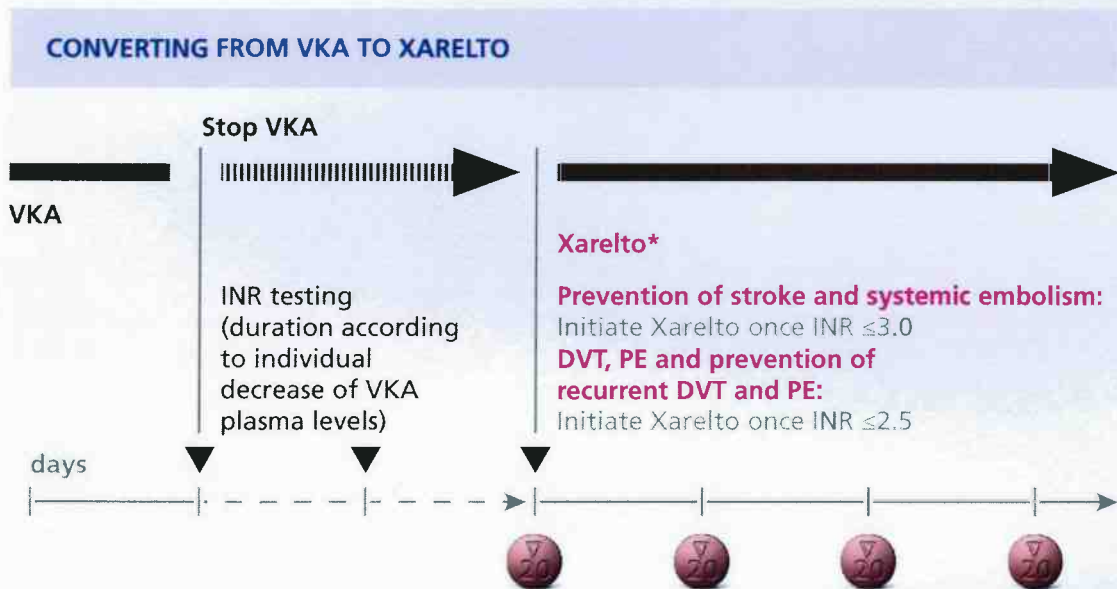 CONVERTING FROM VKA TO XARELTO
Stop VKA
VKA
Xarelto*
INR testing
(duration according
to individual
decrease of VKA
plasma levels)
Prevention of stroke and systemic embolism:
Initiate Xarelto once INR ≤3.0
DVT, PE and prevention of
recurrent DVT and PE:
Initiate Xarelto once INR ≤2.5
days
20
20
20
20